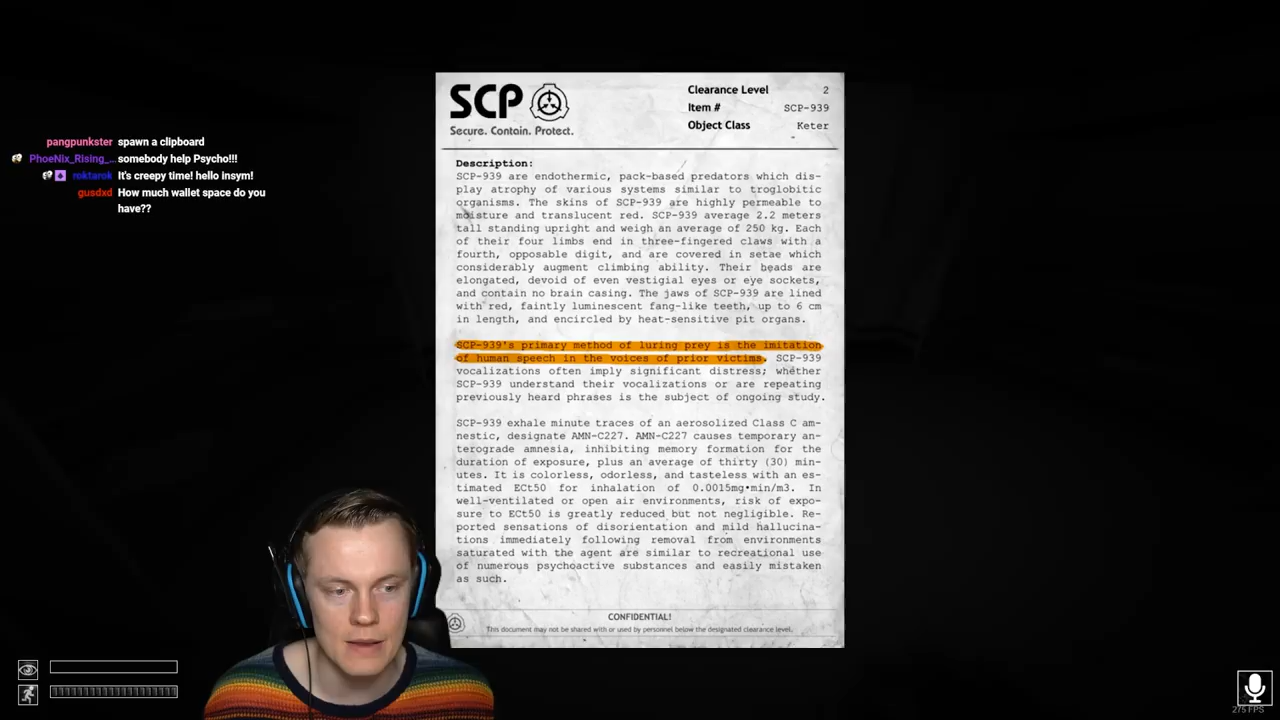 SCP
Secure. Contain. Protect.
Clearance Level 2
Item # SCP-939
Object Class Keter
pangpunkster spawn a clipboard
PhoeNix_Rising_... somebody help Psycho!!!
roktarok It's creepy time! hello insym!
gusdxd How much wallet space do you
have??
Description:
SCP-939 are endothermic, pack-based predators which dis-
play atrophy of various systems similar to troglobitic
organisms. The skins of SCP-939 are highly permeable to
moisture and translucent red. SCP-939 average 2.2 meters
tall standing upright and weigh an average of 250 kg. Each
of their four limbs end in three-fingered claws with a
fourth, opposable digit, and are covered in setae which
considerably augment climbing ability. Their heads are
elongated, devoid of even vestigial eyes or eye sockets,
and contain no brain casing. The jaws of SCP-939 are lined
with red, faintly luminescent fang-like teeth, up to 6 cm
in length, and encircled by heat-sensitive pit organs.
SCP-939's primary method of luring prey is the imitation
of human speech in the voices of prior victims. SCP-939
vocalizations often imply significant distress; whether
SCP-939 understand their vocalizations or are repeating
previously heard phrases is the subject of ongoing study.
SCP-939 exhale minute traces of an aerosolized Class C am-
nestic, designate AMN-C227. AMN-C227 causes temporary an-
terograde amnesia, inhibiting memory formation for the
duration of exposure, plus an average of thirty (30) min-
utes. It is colorless, odorless, and tasteless with an es-
timated ECt50 for inhalation of 0.0015mg•min/m3. In
well-ventilated or open air environments, risk of expo-
sure to ECt50 is greatly reduced but not negligible. Re-
ported sensations of disorientation and mild hallucina-
tions immediately following removal from environments
saturated with the agent are similar to recreational use
of numerous psychoactive substances and easily mistaken
as such.
CONFIDENTIAL!
This document may not be shared with or used by personnel below the designated clearance level.
275 FPS